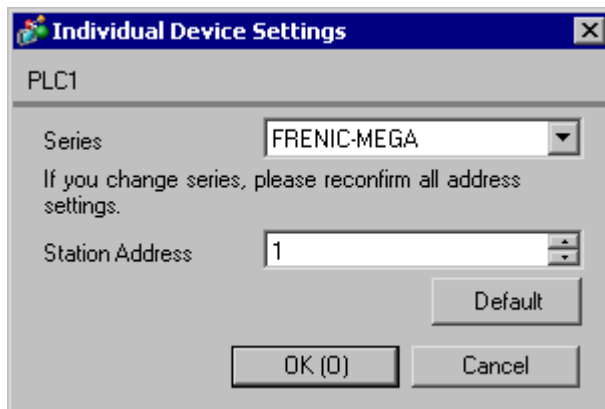 Individual Device Settings
PLC1
Series FRENIC-MEGA
If you change series, please reconfirm all address
settings.
Station Address 1
Default
OK (O) Cancel